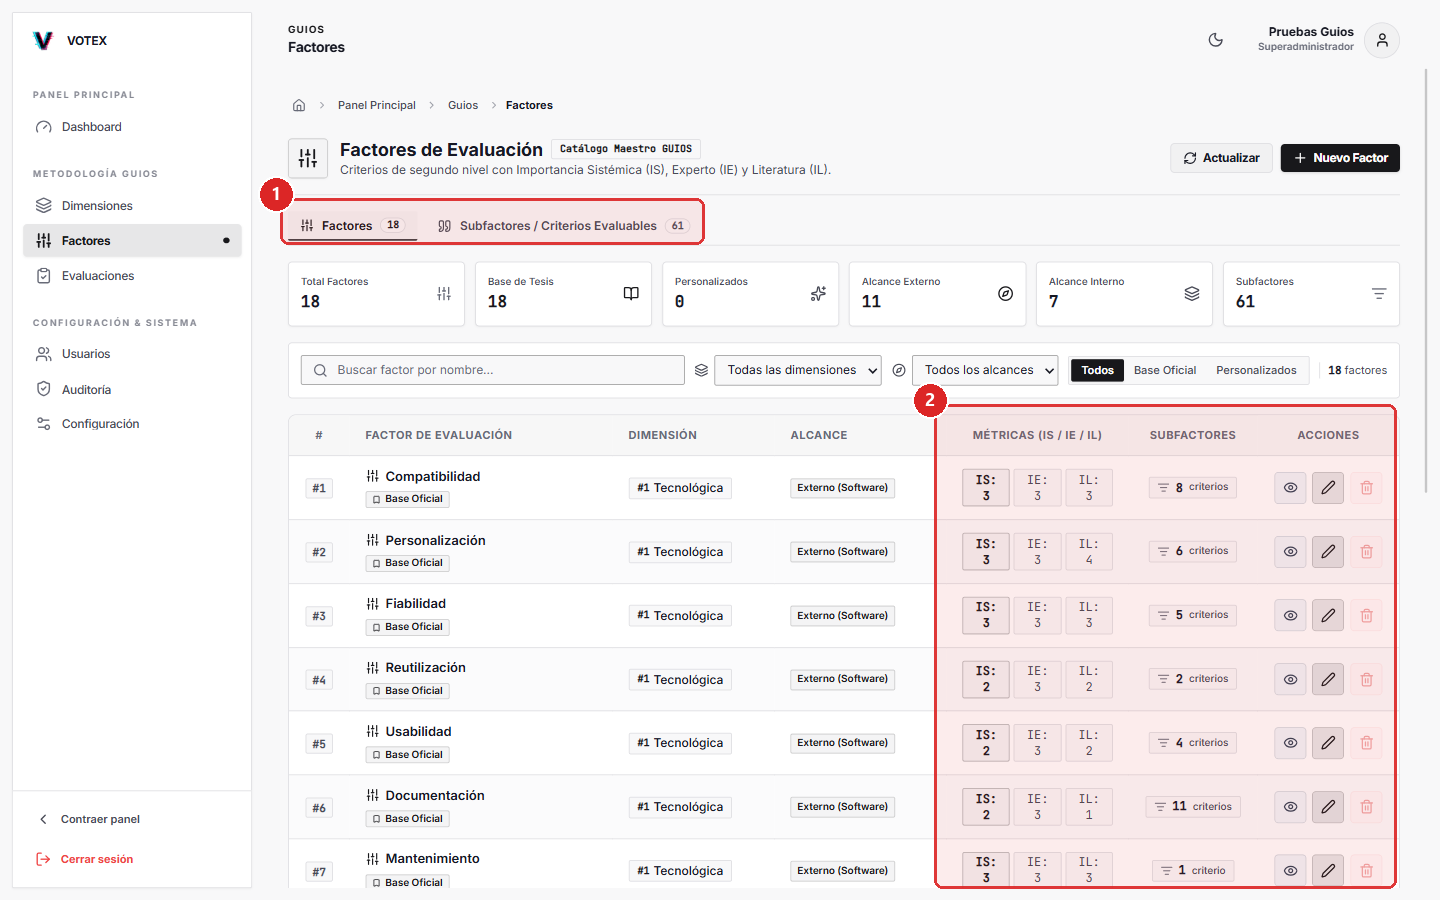 VOTEX
PANEL PRINCIPAL
Dashboard
METODOLOGÍA GUIOS
Dimensiones
Factores
Evaluaciones
CONFIGURACIÓN & SISTEMA
Usuarios
Auditoría
Configuración
Contraer panel
Cerrar sesión
GUIOS
Factores
Pruebas Guios
Superadministrador
Panel Principal
Guios
Factores
Factores de Evaluación
Catálogo Maestro GUIOS
Criterios de segundo nivel con Importancia Sistémica (IS), Experto (IE) y Literatura (IL).
Actualizar
Nuevo Factor
1
Factores 18
Subfactores / Criterios Evaluables 61
Total Factores
18
Base de Tesis
18
Personalizados
0
Alcance Externo
11
Alcance Interno
7
Subfactores
61
Buscar factor por nombre...
Todas las dimensiones
Todos los alcances
Todos
Base Oficial
Personalizados
18 factores
2
# FACTOR DE EVALUACIÓN DIMENSIÓN ALCANCE MÉTRICAS (IS / IE / IL) SUBFACTORES ACCIONES
#1 Compatibilidad
Base Oficial
#1 Tecnológica
Externo (Software)
IS: 3 IE: 3 IL: 3
8 criterios
#2 Personalización
Base Oficial
#1 Tecnológica
Externo (Software)
IS: 3 IE: 3 IL: 4
6 criterios
#3 Fiabilidad
Base Oficial
#1 Tecnológica
Externo (Software)
IS: 3 IE: 3 IL: 3
5 criterios
#4 Reutilización
Base Oficial
#1 Tecnológica
Externo (Software)
IS: 2 IE: 3 IL: 2
2 criterios
#5 Usabilidad
Base Oficial
#1 Tecnológica
Externo (Software)
IS: 2 IE: 3 IL: 2
4 criterios
#6 Documentación
Base Oficial
#1 Tecnológica
Externo (Software)
IS: 2 IE: 3 IL: 1
11 criterios
#7 Mantenimiento
Base Oficial
#1 Tecnológica
Externo (Software)
IS: 3 IE: 3 IL: 3
1 criterio